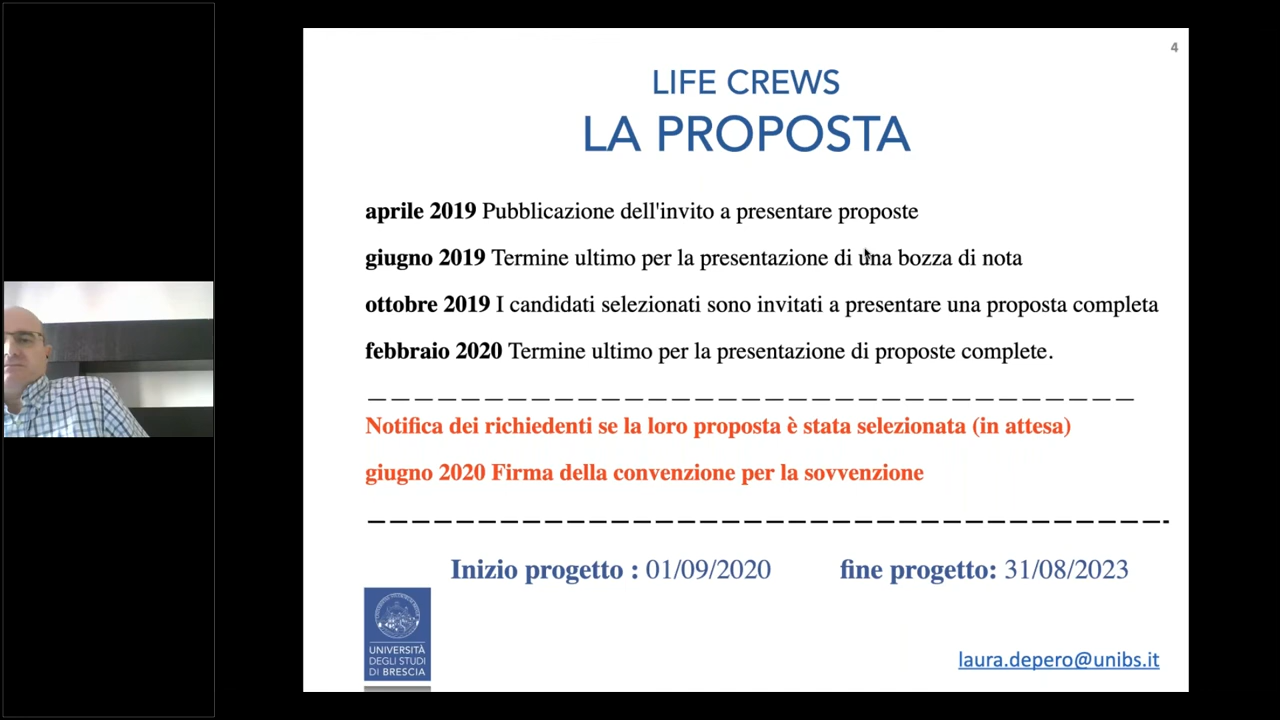 4
LIFE CREWS
LA PROPOSTA
aprile 2019 Pubblicazione dell'invito a presentare proposte
giugno 2019 Termine ultimo per la presentazione di una bozza di nota
ottobre 2019 I candidati selezionati sono invitati a presentare una proposta completa
febbraio 2020 Termine ultimo per la presentazione di proposte complete.
Notifica dei richiedenti se la loro proposta è stata selezionata (in attesa)
giugno 2020 Firma della convenzione per la sovvenzione
Inizio progetto : 01/09/2020 fine progetto: 31/08/2023
UNIVERSITÀ
DEGLI STUDI
DI BRESCIA
laura.depero@unibs.it